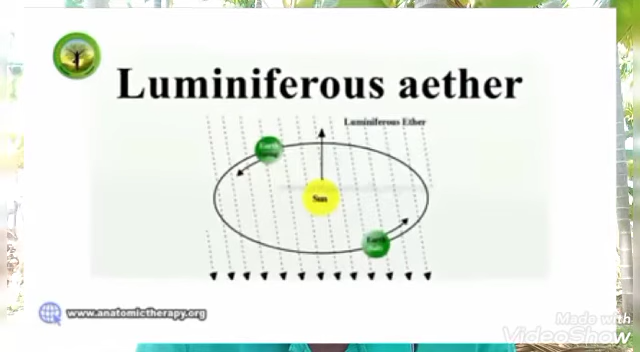 Luminiferous aether
Luminiferous Ether
Earth
Sun
Earth
www.anatomictherapy.org
Made with
VideoShow